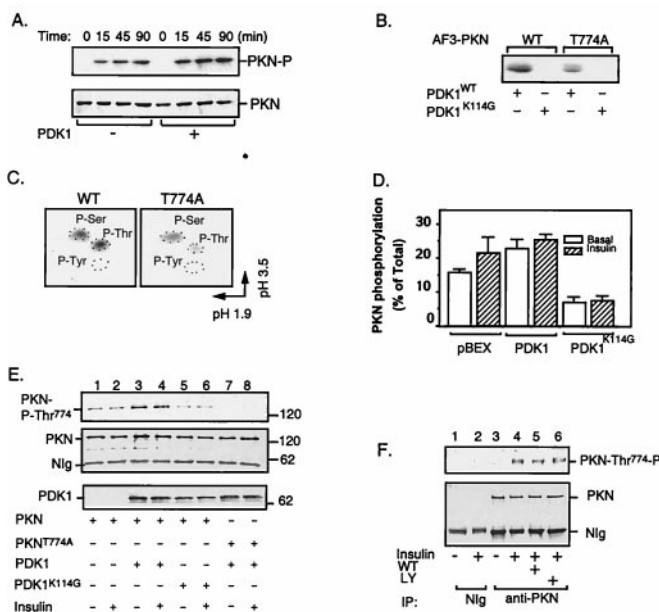 A.
Time: 0 15 45 90 0 15 45 90 (min)
PKN-P
PKN
PDK1 - +
B.
AF3-PKN WT T774A
PDK1WT + +
PDK1K114G + +
C.
WT T774A
P-Ser P-Ser
P-Thr P-Thr
P-Tyr P-Tyr
pH 3.5
pH 1.9
D.
PKN phosphorylation
(% of Total)
30
20
10
0
Basal
Insulin
pBEX PDK1 PDK1K114G
E.
1 2 3 4 5 6 7 8
PKN-
P-Thr774
120
PKN 120
NIg 62
PDK1 62
PKN + + + + + + - -
PKNT774A - - - - - - + +
PDK1 - - + + - - + +
PDK1K114G - - - - + + - -
Insulin - + - + - + - +
F.
1 2 3 4 5 6
PKN-Thr774-P
PKN
NIg
Insulin - + - + + +
WT +
LY +
IP: NIg anti-PKN